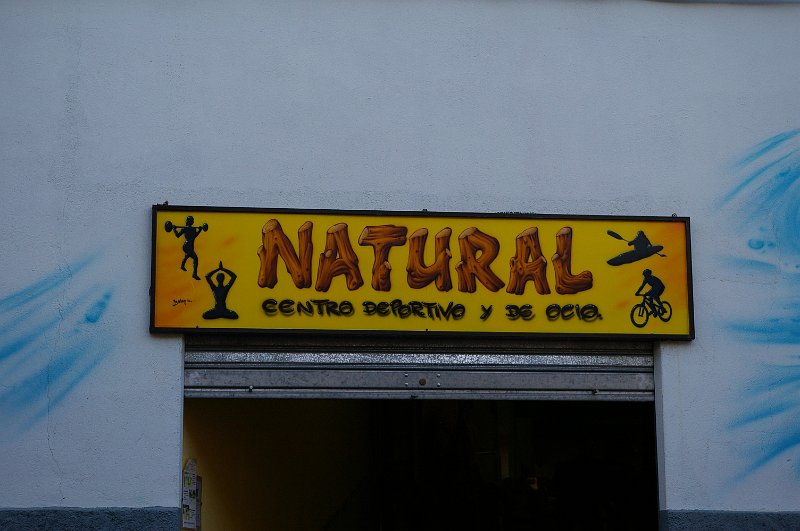 NATURAL
CENTRO DEPORTIVO Y DE OCIO.